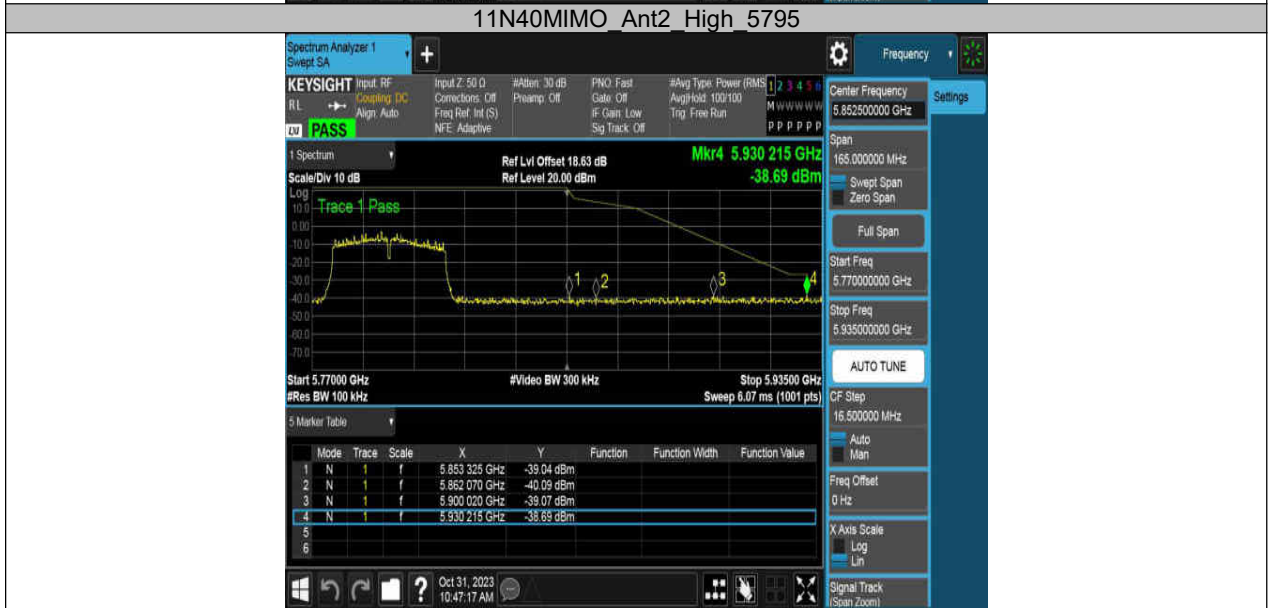 11N40MIMO_Ant2_High_5795
Spectrum Analyzer 1
Swept SA
+
Frequency
KEYSIGHT
RL
LXI
PASS
Input: RF
Coupling: DC
Align: Auto
Input Z: 50 Ω
Corrections: Off
Freq Ref: Int (S)
NFE: Adaptive
#Atten: 30 dB
Preamp: Off
PNO: Fast
Gate: Off
IF Gain: Low
Sig Track: Off
#Avg Type: Power (RMS
Avg|Hold: 100/100
Trig: Free Run
1 2 3 4 5 6
M W W W W W
P P P P P P
Center Frequency
5.852500000 GHz
Settings
Span
165.000000 MHz
Swept Span
Zero Span
Full Span
Start Freq
5.770000000 GHz
Stop Freq
5.935000000 GHz
AUTO TUNE
CF Step
16.500000 MHz
Auto
Man
Freq Offset
0 Hz
X Axis Scale
Log
Lin
Signal Track
(Span Zoom)
1 Spectrum
Scale/Div 10 dB
Ref Lvl Offset 18.63 dB
Ref Level 20.00 dBm
Mkr4 5.930 215 GHz
-38.69 dBm
Log
Trace 1 Pass
10.0
0.00
-10.0
-20.0
-30.0
-40.0
-50.0
-60.0
-70.0
1
2
3
4
Start 5.77000 GHz
#Video BW 300 kHz
Stop 5.93500 GHz
#Res BW 100 kHz
Sweep 6.07 ms (1001 pts)
5 Marker Table
Mode Trace Scale X Y Function Function Width Function Value
1 N 1 f 5.853 325 GHz -39.04 dBm
2 N 1 f 5.862 070 GHz -40.09 dBm
3 N 1 f 5.900 020 GHz -39.07 dBm
4 N 1 f 5.930 215 GHz -38.69 dBm
5
6
?
Oct 31, 2023
10:47:17 AM